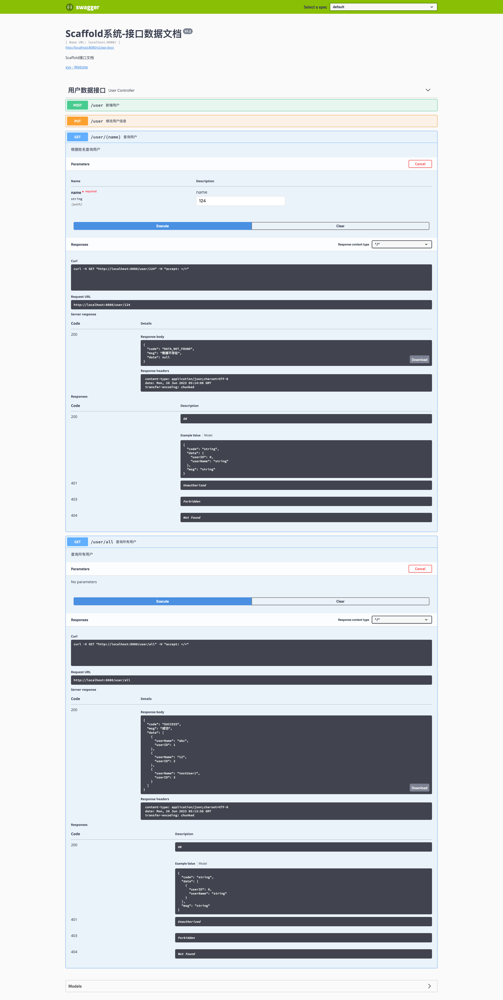 swagger
Select a spec default
Scaffold系统-接口数据文档 V1.2
[ Base URL: localhost:8080/ ]
http://localhost:8080/v2/api-docs
Scaffold接口文档
xyy - Website
用户数据接口 User Controller
POST /user 新增用户
PUT /user 修改用户信息
GET /user/{name} 查询用户
根据姓名查询用户
Parameters Cancel
Name Description
name * required name
string 124
(path)
Execute Clear
Responses Response content type */*
Curl
curl -X GET "http://localhost:8080/user/124" -H "accept: */*"
Request URL
http://localhost:8080/user/124
Server response
Code Details
200
Response body
{
  "code": "DATA_NOT_FOUND",
  "msg": "数据不存在",
  "data": null
}
Download
Response headers
content-type: application/json;charset=UTF-8
date: Mon, 26 Jun 2023 05:14:08 GMT
transfer-encoding: chunked
Responses
Code Description
200 OK
Example Value Model
{
  "code": "string",
  "data": {
    "userID": 0,
    "userName": "string"
  },
  "msg": "string"
}
401 Unauthorized
403 Forbidden
404 Not Found
GET /user/all 查询所有用户
查询所有用户
Parameters Cancel
No parameters
Execute Clear
Responses Response content type */*
Curl
curl -X GET "http://localhost:8080/user/all" -H "accept: */*"
Request URL
http://localhost:8080/user/all
Server response
Code Details
200
Response body
{
  "code": "SUCCESS",
  "msg": "成功",
  "data": [
    {
      "userName": "abc",
      "userID": 1
    },
    {
      "userName": "12",
      "userID": 2
    },
    {
      "userName": "testUser1",
      "userID": 3
    }
  ]
}
Download
Response headers
content-type: application/json;charset=UTF-8
date: Mon, 26 Jun 2023 05:13:56 GMT
transfer-encoding: chunked
Responses
Code Description
200 OK
Example Value Model
{
  "code": "string",
  "data": [
    {
      "userID": 0,
      "userName": "string"
    }
  ],
  "msg": "string"
}
401 Unauthorized
403 Forbidden
404 Not Found
Models